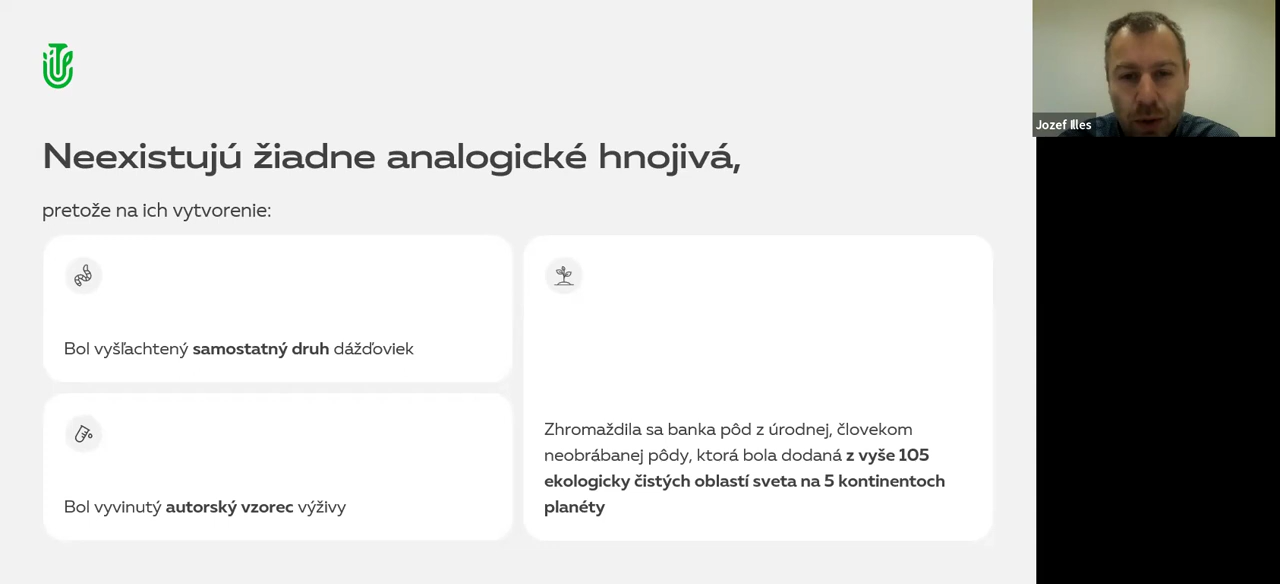 Neexistujú žiadne analogické hnojivá,
pretože na ich vytvorenie:
Bol vyšľachtený samostatný druh dážďoviek
Bol vyvinutý autorský vzorec výživy
Zhromaždila sa banka pôd z úrodnej, človekom
neobrábanej pôdy, ktorá bola dodaná z vyše 105
ekologicky čistých oblastí sveta na 5 kontinentoch
planéty
Jozef Illes